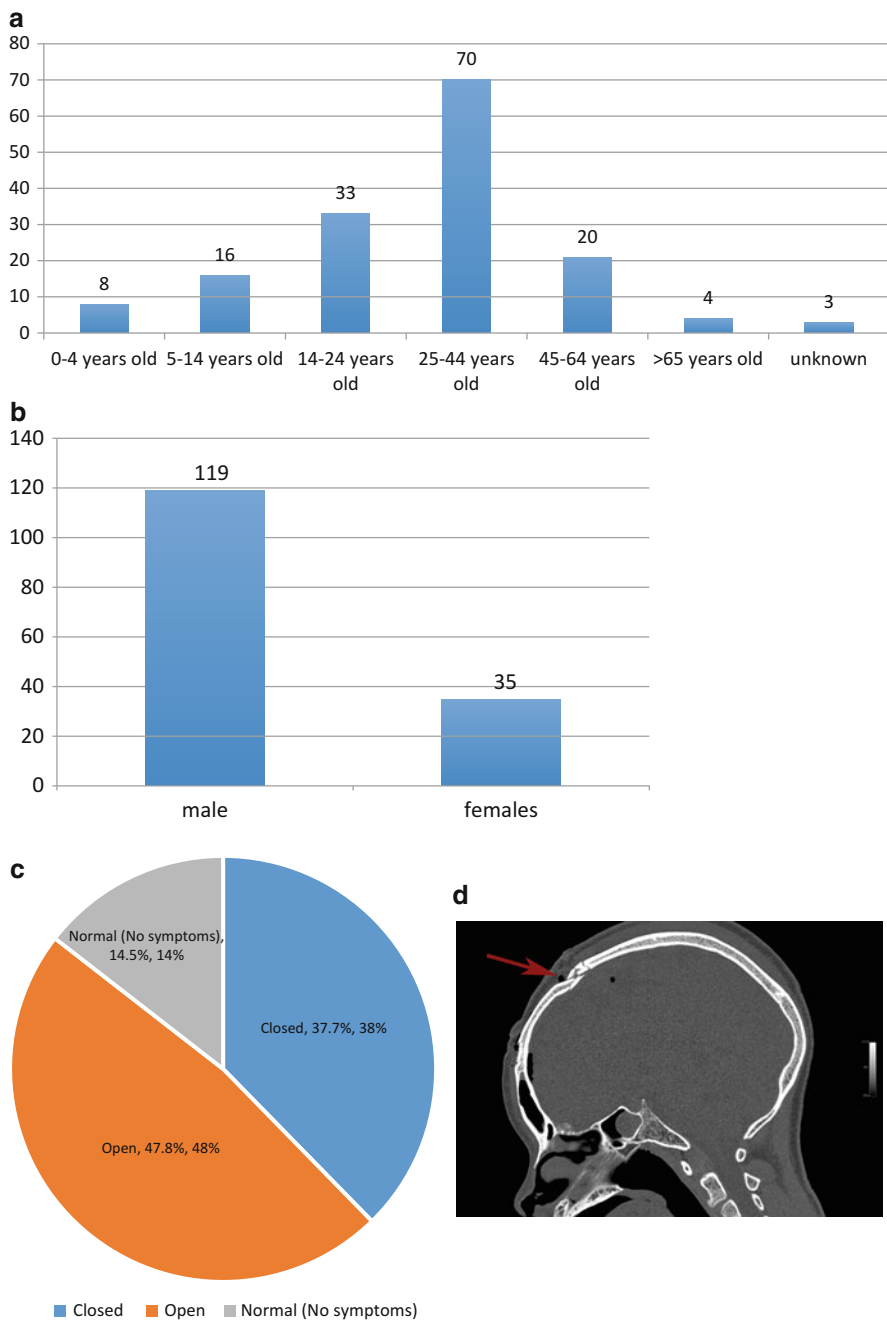 a
80
70
60
50
40
30
20
10
0
8
16
33
70
20
4
3
0-4 years old
5-14 years old
14-24 years
old
25-44 years
old
45-64 years
old
>65 years old
unknown
b
140
120
100
80
60
40
20
0
119
35
male
females
c
Normal (No symptoms),
14.5%, 14%
Closed, 37.7%, 38%
Open, 47.8%, 48%
Closed
Open
Normal (No symptoms)
d